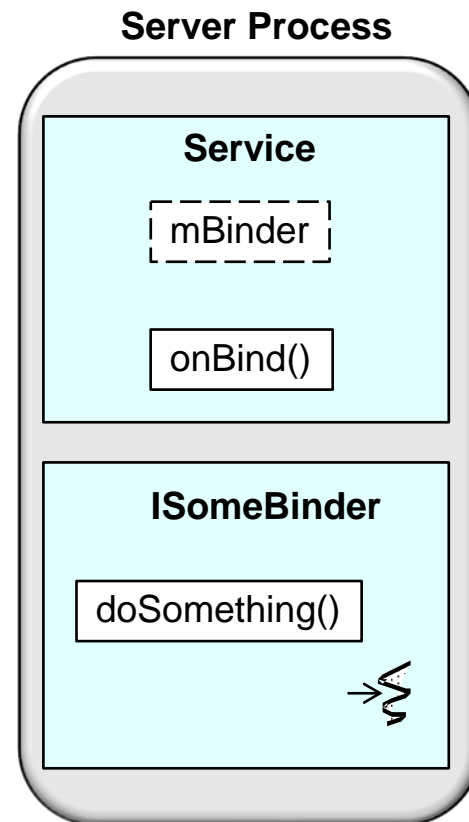 Server Process
Service
mBinder
onBind()
ISomeBinder
doSomething()